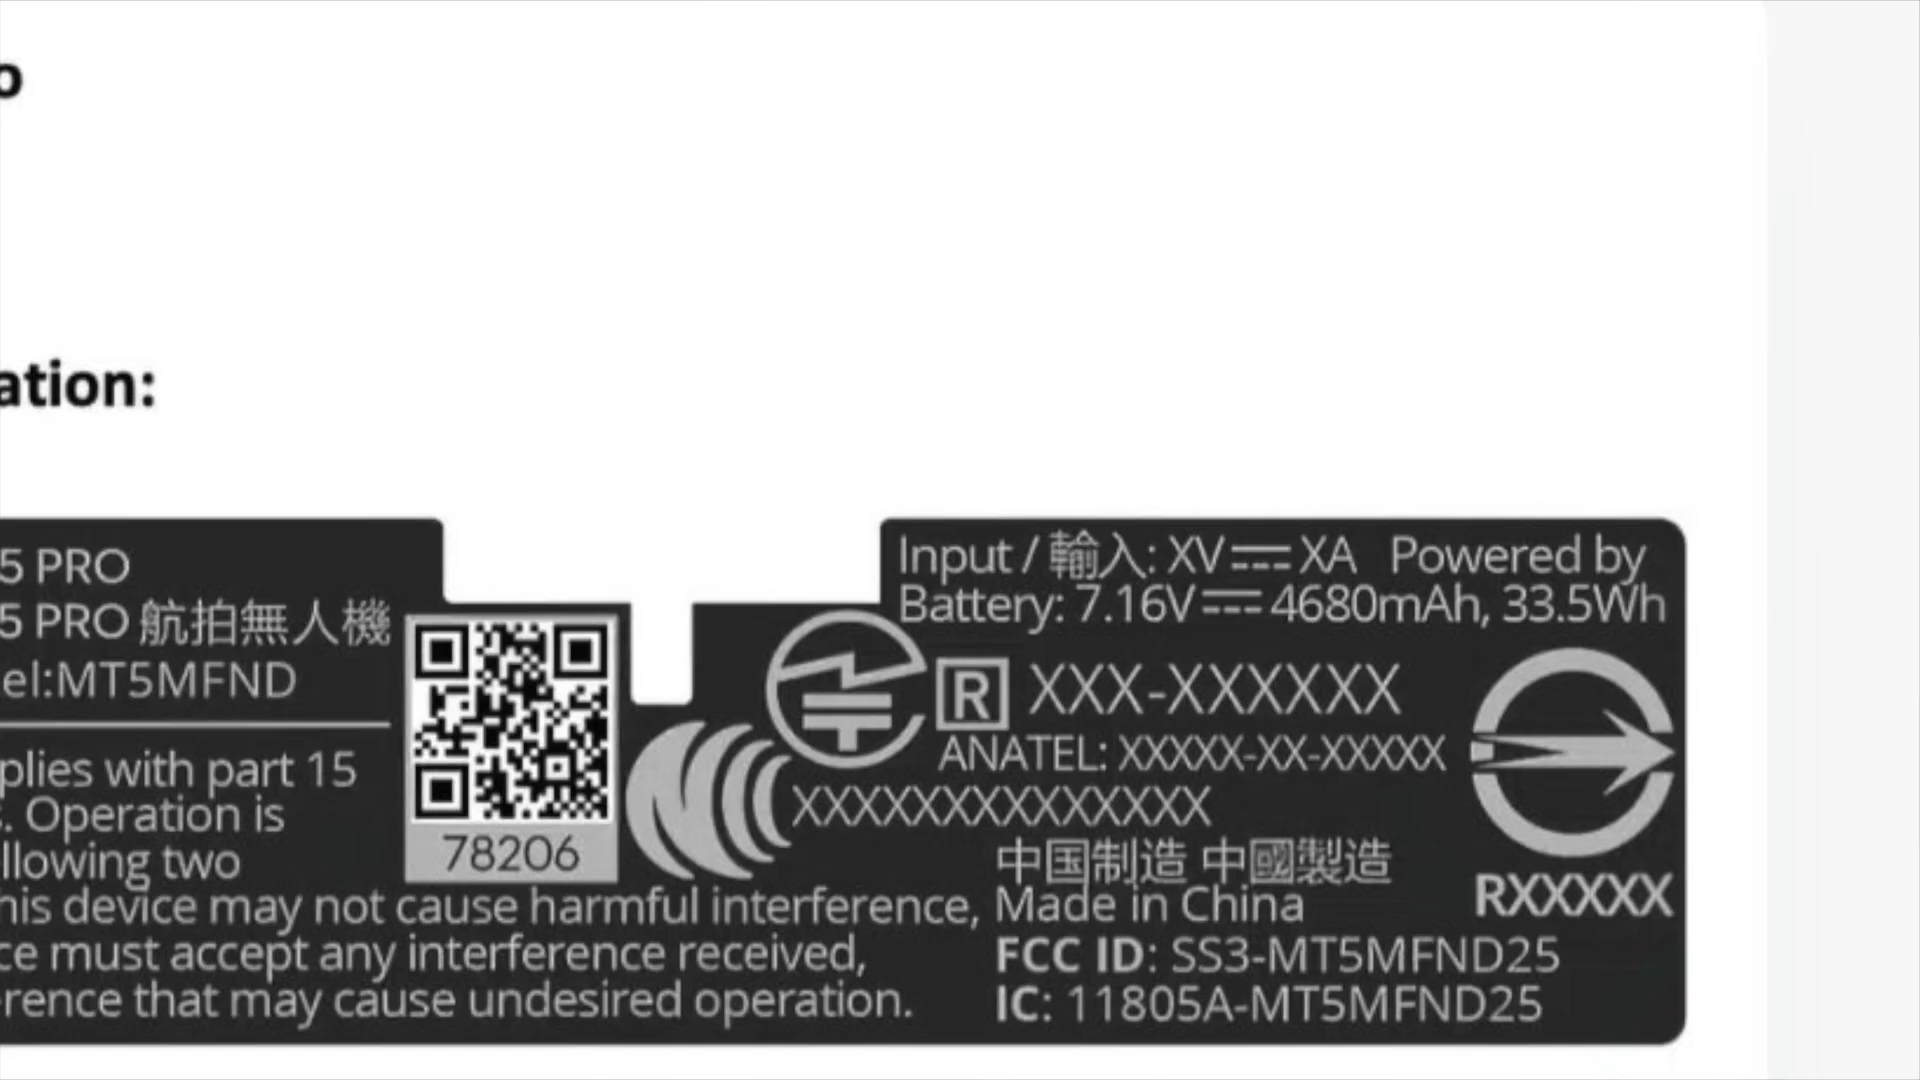 o
ation:
5 PRO
5 PRO 航拍無人機
el:MT5MFND
plies with part 15
. Operation is
llowing two
his device may not cause harmful interference,
ce must accept any interference received,
rence that may cause undesired operation.
78206
Input / 輸入: XV⎓XA Powered by
Battery: 7.16V⎓4680mAh, 33.5Wh
R XXX-XXXXXX
ANATEL: XXXXX-XX-XXXXX
XXXXXXXXXXXXXX
中国制造 中國製造
Made in China
FCC ID: SS3-MT5MFND25
IC: 11805A-MT5MFND25
RXXXXX